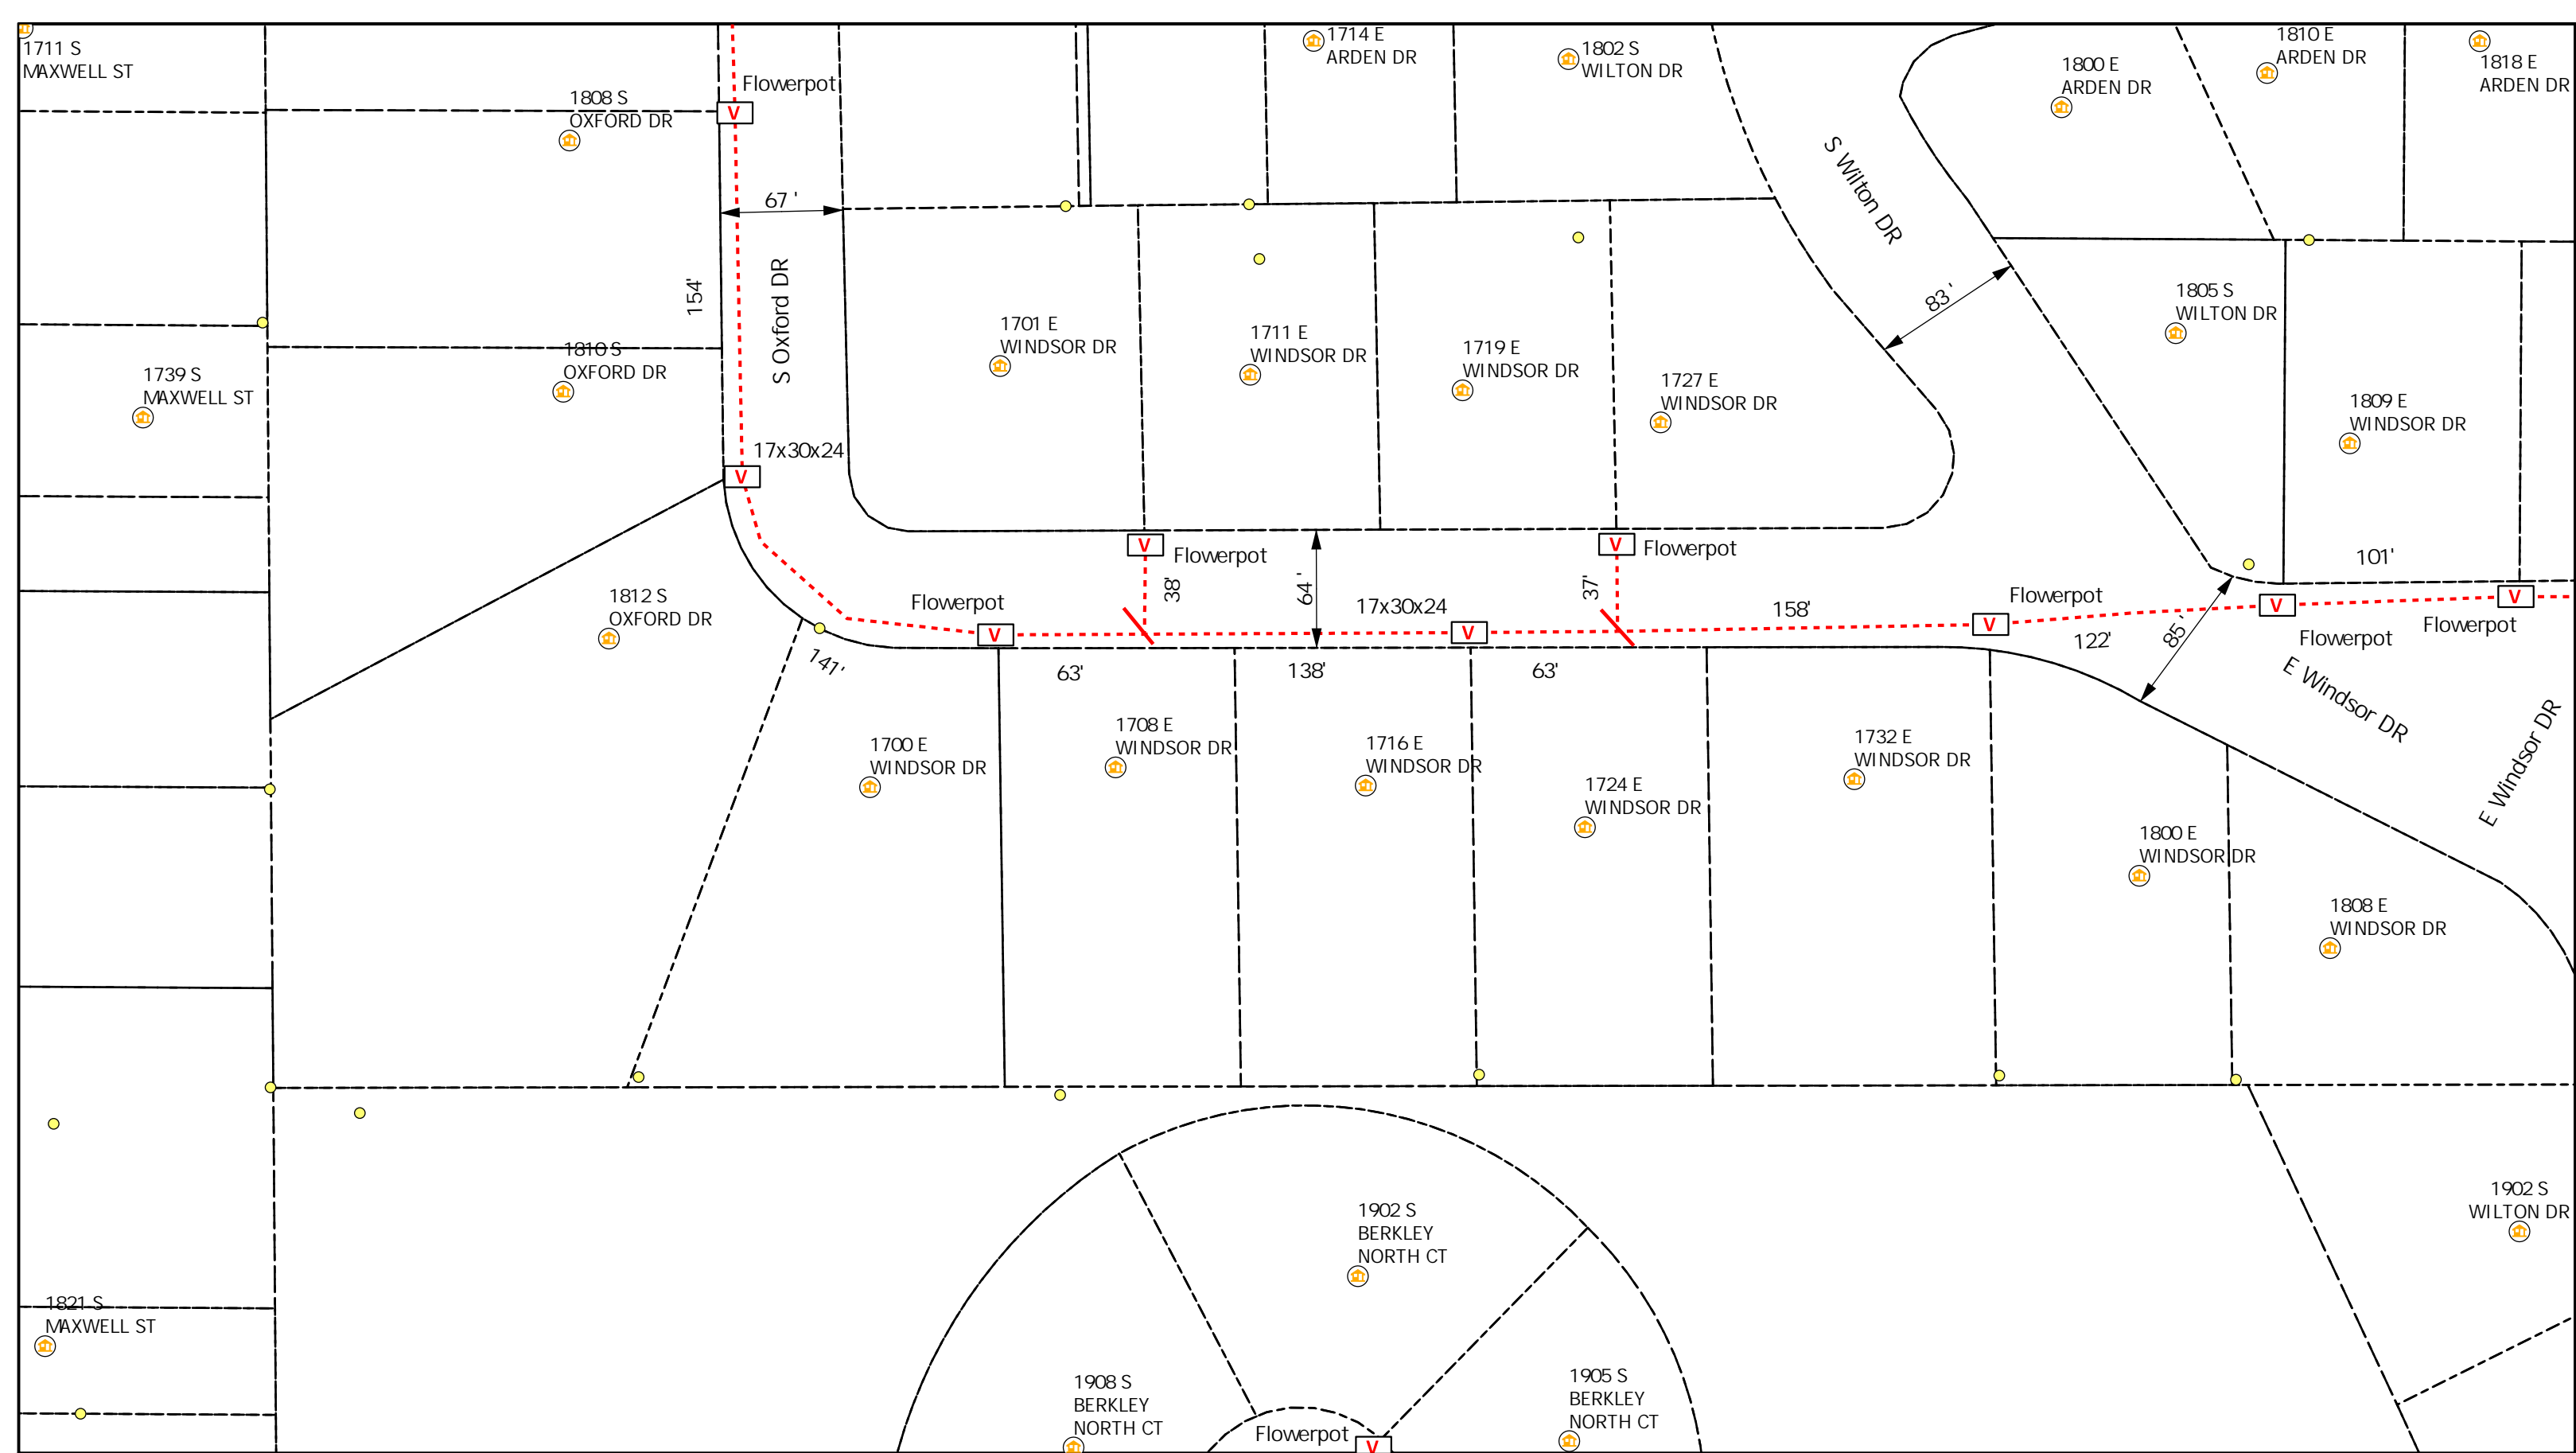 1711 S
MAXWELL ST
1808 S
OXFORD DR
Flowerpot
V
1714 E
ARDEN DR
1802 S
WILTON DR
1800 E
ARDEN DR
1810 E
ARDEN DR
1818 E
ARDEN DR
67 '
154'
S Oxford DR
S Wilton DR
83 '
1739 S
MAXWELL ST
1810 S
OXFORD DR
1701 E
WINDSOR DR
1711 E
WINDSOR DR
1719 E
WINDSOR DR
1727 E
WINDSOR DR
1805 S
WILTON DR
1809 E
WINDSOR DR
17x30x24
V
V
Flowerpot
38'
64 '
V
Flowerpot
37'
101'
1812 S
OXFORD DR
Flowerpot
V
17x30x24
V
158'
Flowerpot
V
122'
85 '
V
Flowerpot
V
Flowerpot
141'
63'
138'
63'
E Windsor DR
E Windsor DR
1700 E
WINDSOR DR
1708 E
WINDSOR DR
1716 E
WINDSOR DR
1724 E
WINDSOR DR
1732 E
WINDSOR DR
1800 E
WINDSOR DR
1808 E
WINDSOR DR
1902 S
BERKLEY
NORTH CT
1902 S
WILTON DR
1821 S
MAXWELL ST
1908 S
BERKLEY
NORTH CT
Flowerpot
V
1905 S
BERKLEY
NORTH CT